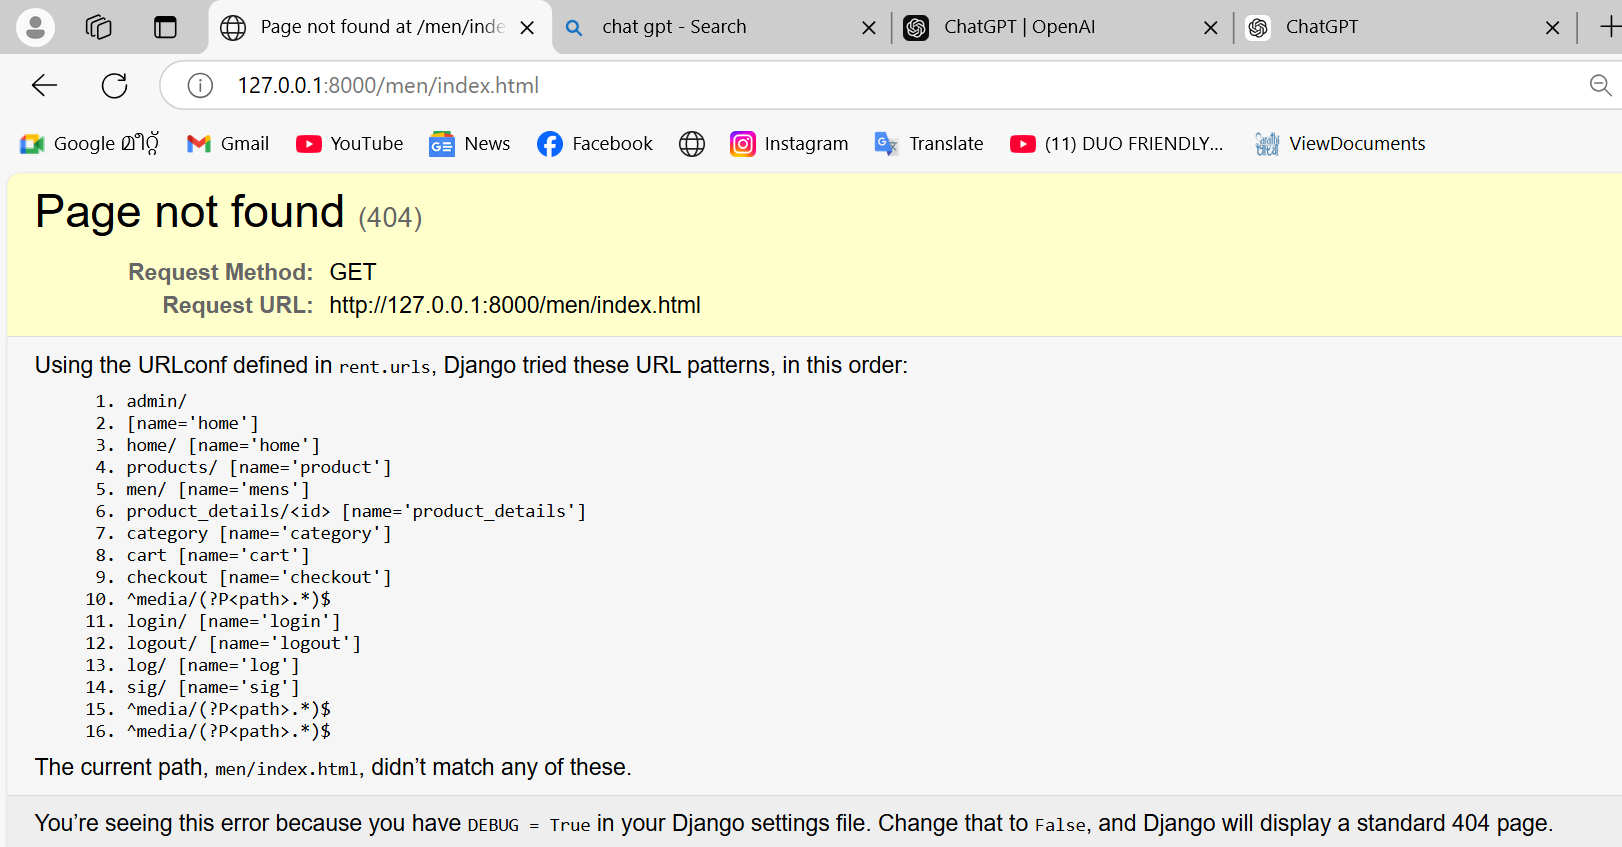 Page not found at /men/inde
chat gpt - Search
ChatGPT | OpenAI
ChatGPT
127.0.0.1:8000/men/index.html
Google മീറ്റ്
Gmail
YouTube
News
Facebook
Instagram
Translate
(11) DUO FRIENDLY...
ViewDocuments
Page not found (404)
Request Method: GET
Request URL: http://127.0.0.1:8000/men/index.html
Using the URLconf defined in rent.urls, Django tried these URL patterns, in this order:
1. admin/
2. [name='home']
3. home/ [name='home']
4. products/ [name='product']
5. men/ [name='mens']
6. product_details/<id> [name='product_details']
7. category [name='category']
8. cart [name='cart']
9. checkout [name='checkout']
10. ^media/(?P<path>.*)$
11. login/ [name='login']
12. logout/ [name='logout']
13. log/ [name='log']
14. sig/ [name='sig']
15. ^media/(?P<path>.*)$
16. ^media/(?P<path>.*)$
The current path, men/index.html, didn’t match any of these.
You’re seeing this error because you have DEBUG = True in your Django settings file. Change that to False, and Django will display a standard 404 page.